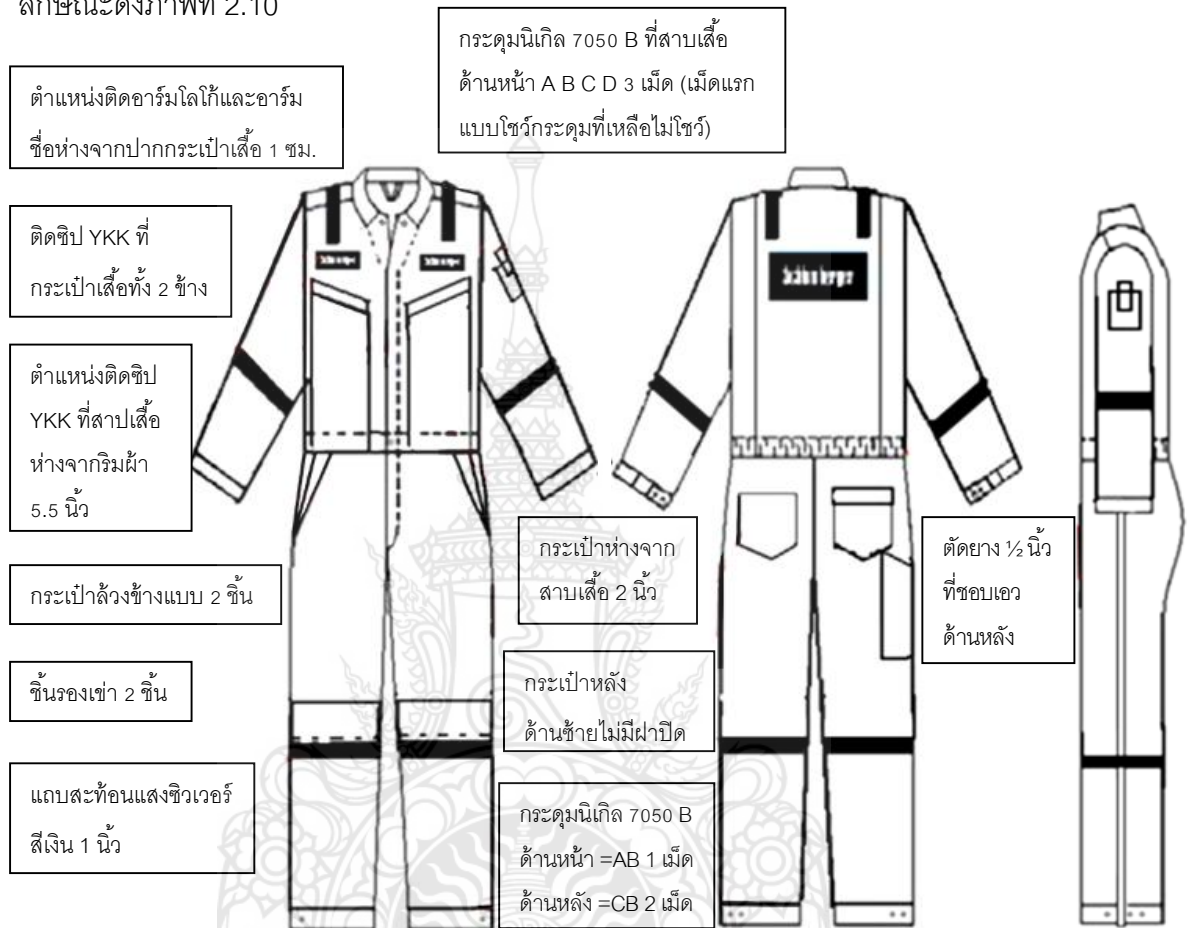 ลักษณะดังภาพที่ 2.10
กระดุมนิเกิล 7050 B ที่สาบเสื้อ
ด้านหน้า A B C D 3 เม็ด (เม็ดแรก
แบบโชว์กระดุมที่เหลือไม่โชว์)
ตำแหน่งติดอาร์มโลโก้และอาร์ม
ชื่อห่างจากปากกระเป๋าเสื้อ 1 ซม.
ติดซิป YKK ที่
กระเป๋าเสื้อทั้ง 2 ข้าง
ตำแหน่งติดซิป
YKK ที่สาปเสื้อ
ห่างจากริมผ้า
5.5 นิ้ว
กระเป๋าล้วงข้างแบบ 2 ชิ้น
ชิ้นรองเข่า 2 ชิ้น
แถบสะท้อนแสงซิวเวอร์
สีเงิน 1 นิ้ว
กระเป๋าห่างจาก
สาบเสื้อ 2 นิ้ว
กระเป๋าหลัง
ด้านซ้ายไม่มีฝาปิด
กระดุมนิเกิล 7050 B
ด้านหน้า =AB 1 เม็ด
ด้านหลัง =CB 2 เม็ด
ตัดยาง ½ นิ้ว
ที่ชอบเอว
ด้านหลัง